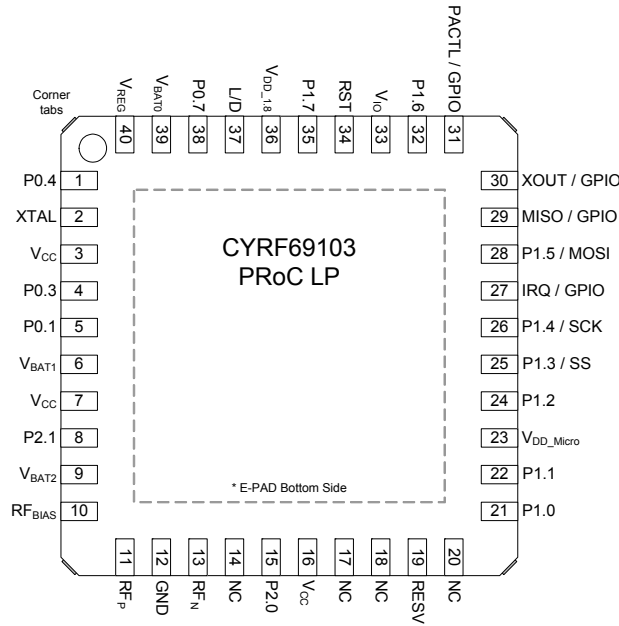 PACTL / GPIO
P1.6
VIO
RST
P1.7
VDD_1.8
L/D
P0.7
VBAT0
VREG
Corner
tabs
40 39 38 37 36 35 34 33 32 31
P0.4 1
XTAL 2
VCC 3
P0.3 4
P0.1 5
VBAT1 6
VCC 7
P2.1 8
VBAT2 9
RFBIAS 10
CYRF69103
PRoC LP
* E-PAD Bottom Side
30 XOUT / GPIO
29 MISO / GPIO
28 P1.5 / MOSI
27 IRQ / GPIO
26 P1.4 / SCK
25 P1.3 / SS
24 P1.2
23 VDD_Micro
22 P1.1
21 P1.0
11 12 13 14 15 16 17 18 19 20
RFP
GND
RFN
NC
P2.0
VCC
NC
NC
RESV
NC